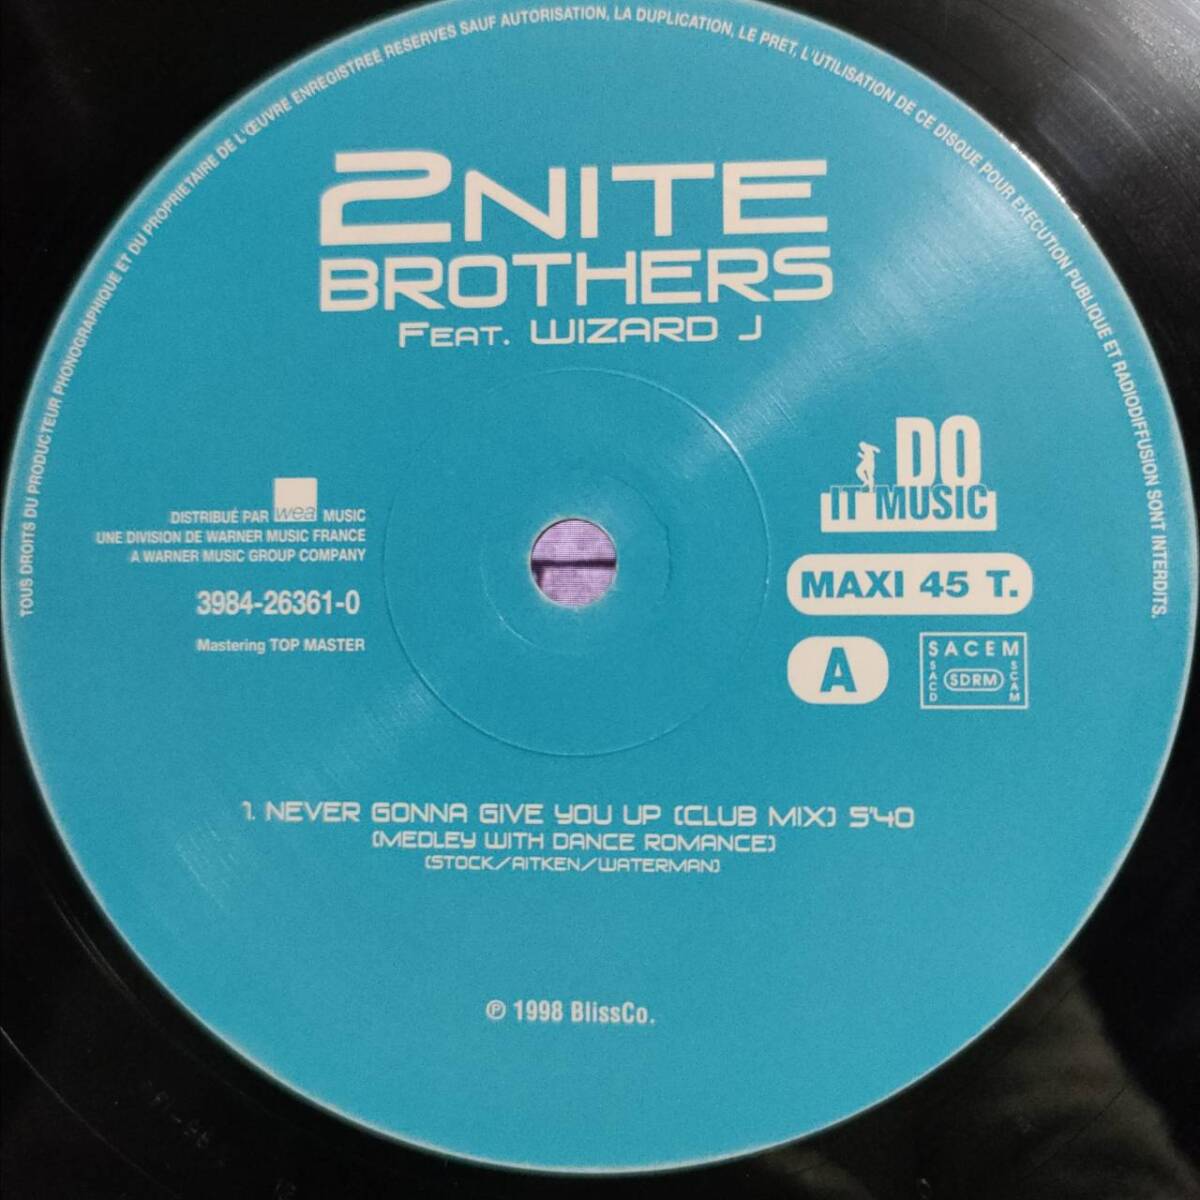 TOUS DROITS DU PRODUCTEUR PHONOGRAPHIQUE ET DU PROPRIETAIRE DE L'ŒUVRE ENREGISTREE RESERVES SAUF AUTORISATION, LA DUPLICATION, LE PRET, L'UTILISATION DE CE DISQUE POUR EXECUTION PUBLIQUE ET RADIODIFFUSION SONT INTERDITS.
2NITE
BROTHERS
FEAT. WIZARD J
DISTRIBUÉ PAR wea MUSIC
UNE DIVISION DE WARNER MUSIC FRANCE
A WARNER MUSIC GROUP COMPANY
3984-26361-0
Mastering TOP MASTER
DO
IT MUSIC
MAXI 45 T.
A
SACEM
SACD
SDRM
SCAM
1. NEVER GONNA GIVE YOU UP (CLUB MIX) 5'40
(MEDLEY WITH DANCE ROMANCE)
(STOCK/AITKEN/WATERMAN)
℗ 1998 BlissCo.